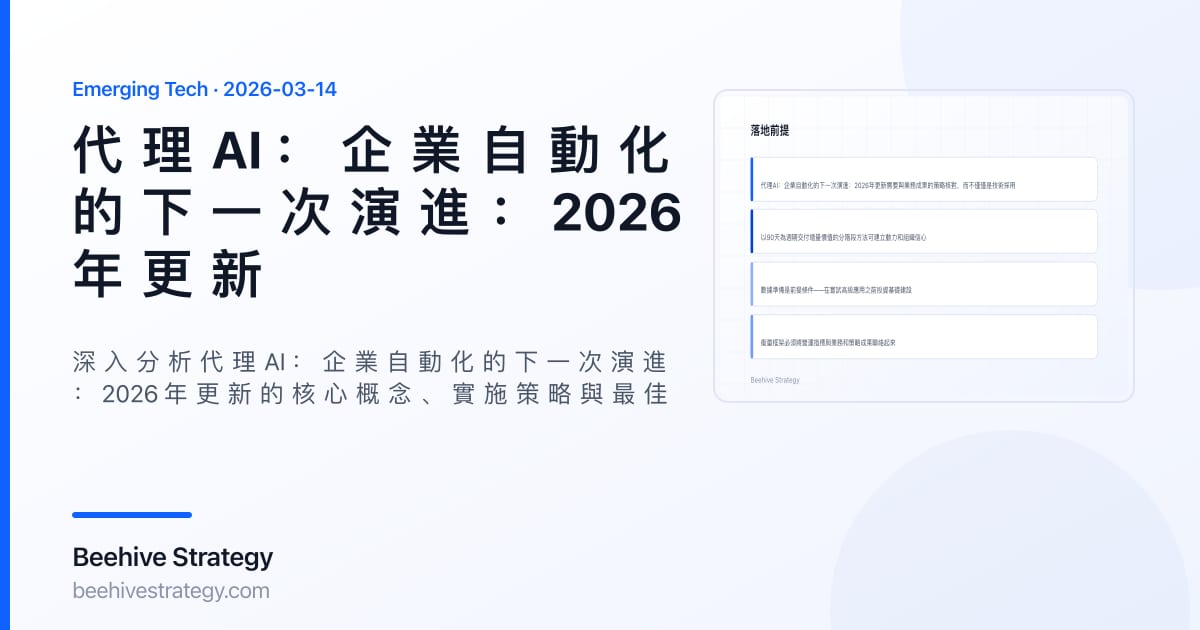 Emerging Tech · 2026-03-14
代理AI：企業自動化
的下一次演進：2026
年更新
深入分析代理AI：企業自動化的下一次演進
：2026年更新的核心概念、實施策略與最佳
Beehive Strategy
beehivestrategy.com
落地前提
代理AI：企業自動化的下一次演進：2026年更新需要與業務成果的策略核對，而不僅僅是技術採用
以90天為週期交付增量價值的分階段方法可建立動力和組織信心
數據準備是前提條件——在嘗試高級應用之前投資基礎建設
衡量框架必須將營運指標與業務和策略成果聯絡起來
Beehive Strategy